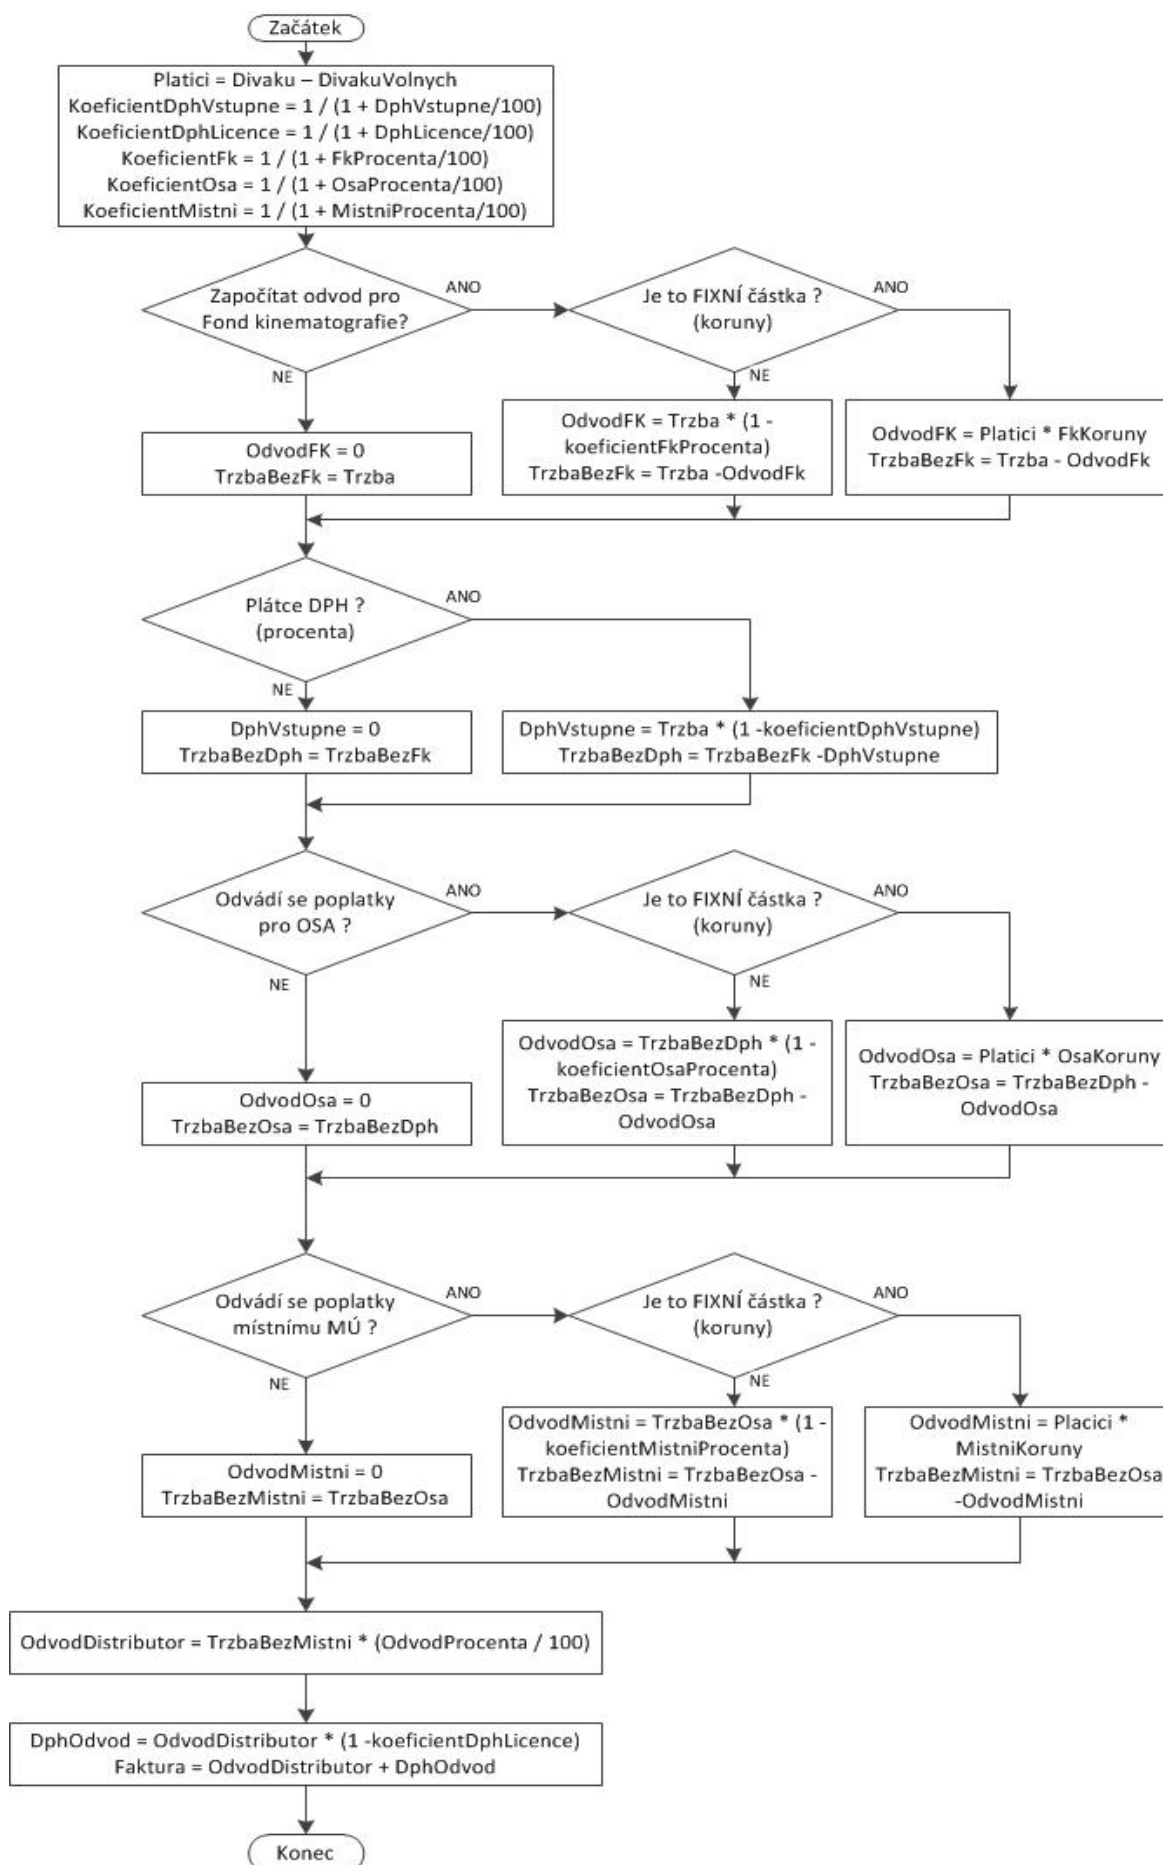 Začátek
Platici = Divaku – DivakuVolnych
KoeficientDphVstupne = 1 / (1 + DphVstupne/100)
KoeficientDphLicence = 1 / (1 + DphLicence/100)
KoeficientFk = 1 / (1 + FkProcenta/100)
KoeficientOsa = 1 / (1 + OsaProcenta/100)
KoeficientMistni = 1 / (1 + MistniProcenta/100)
Započítat odvod pro
Fond kinematografie?
ANO
Je to FIXNÍ částka ?
(koruny)
ANO
NE
NE
OdvodFK = 0
TrzbaBezFk = Trzba
OdvodFK = Trzba * (1 -
koeficientFkProcenta)
TrzbaBezFk = Trzba -OdvodFk
OdvodFK = Platici * FkKoruny
TrzbaBezFk = Trzba - OdvodFk
Plátce DPH ?
(procenta)
ANO
NE
DphVstupne = 0
TrzbaBezDph = TrzbaBezFk
DphVstupne = Trzba * (1 -koeficientDphVstupne)
TrzbaBezDph = TrzbaBezFk -DphVstupne
Odvádí se poplatky
pro OSA ?
ANO
Je to FIXNÍ částka ?
(koruny)
ANO
NE
NE
OdvodOsa = 0
TrzbaBezOsa = TrzbaBezDph
OdvodOsa = TrzbaBezDph * (1 -
koeficientOsaProcenta)
TrzbaBezOsa = TrzbaBezDph -
OdvodOsa
OdvodOsa = Platici * OsaKoruny
TrzbaBezOsa = TrzbaBezDph -
OdvodOsa
Odvádí se poplatky
místnímu MÚ ?
ANO
Je to FIXNÍ částka ?
(koruny)
ANO
NE
NE
OdvodMistni = 0
TrzbaBezMistni = TrzbaBezOsa
OdvodMistni = TrzbaBezOsa * (1 -
koeficientMistniProcenta)
TrzbaBezMistni = TrzbaBezOsa -
OdvodMistni
OdvodMistni = Placici *
MistniKoruny
TrzbaBezMistni = TrzbaBezOsa
-OdvodMistni
OdvodDistributor = TrzbaBezMistni * (OdvodProcenta / 100)
DphOdvod = OdvodDistributor * (1 -koeficientDphLicence)
Faktura = OdvodDistributor + DphOdvod
Konec